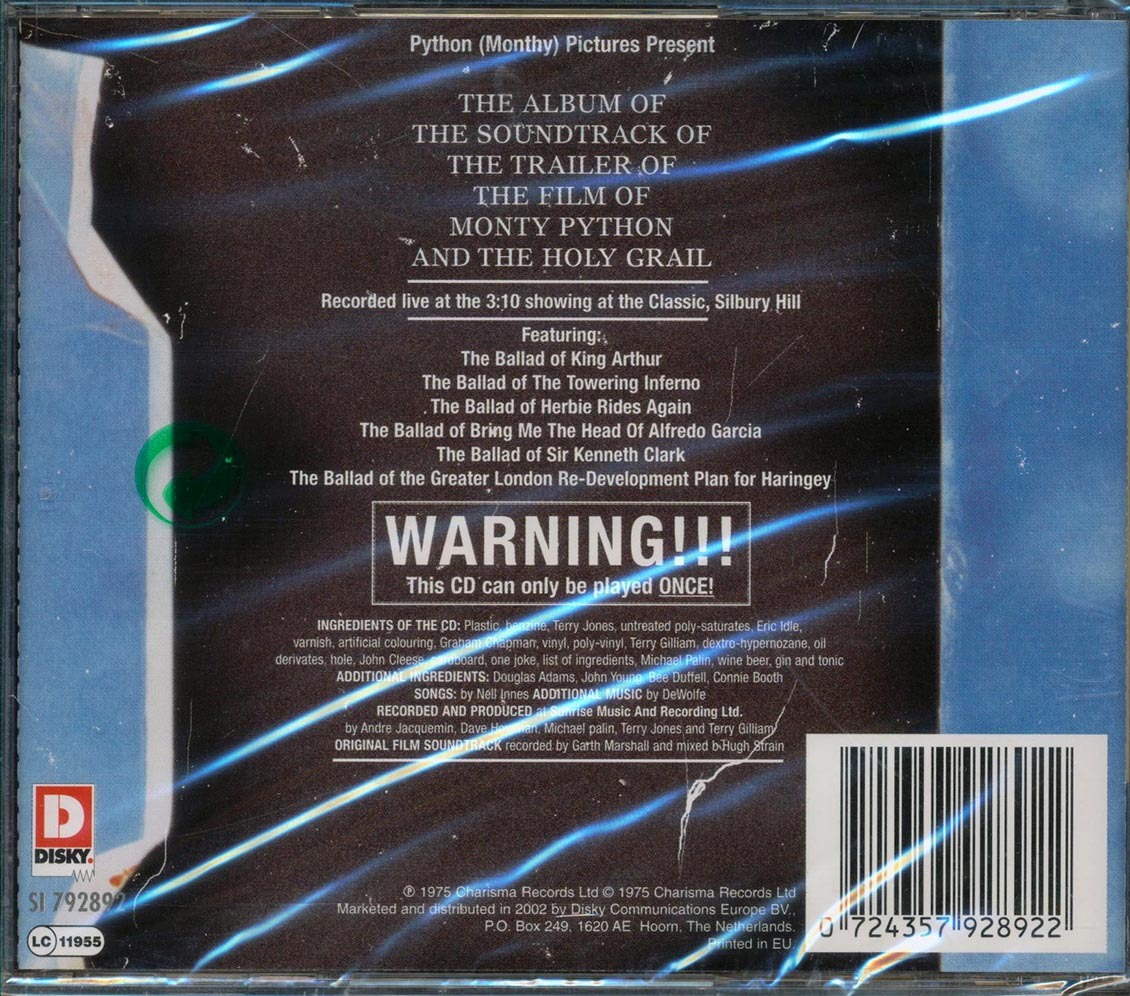 Python (Monthy) Pictures Present
THE ALBUM OF
THE SOUNDTRACK OF
THE TRAILER OF
THE FILM OF
MONTY PYTHON
AND THE HOLY GRAIL
Recorded live at the 3:10 showing at the Classic, Silbury Hill
Featuring:
The Ballad of King Arthur
The Ballad of The Towering Inferno
The Ballad of Herbie Rides Again
The Ballad of Bring Me The Head Of Alfredo Garcia
The Ballad of Sir Kenneth Clark
The Ballad of the Greater London Re-Development Plan for Haringey
WARNING!!!
This CD can only be played ONCE!
INGREDIENTS OF THE CD: Plastic, benzine, Terry Jones, untreated poly-saturates, Eric Idle,
varnish, artificial colouring, Graham Chapman, vinyl, poly-vinyl, Terry Gilliam, dextro-hypernozane, oil
derivates, hole, John Cleese, cardboard, one joke, list of ingredients, Michael Palin, wine beer, gin and tonic
ADDITIONAL INGREDIENTS: Douglas Adams, John Young, Bee Duffell, Connie Booth
SONGS: by Neil Innes ADDITIONAL MUSIC by DeWolfe
RECORDED AND PRODUCED at Sunrise Music And Recording Ltd.
by Andre Jacquemin, Dave Howman, Michael palin, Terry Jones and Terry Gilliam
ORIGINAL FILM SOUNDTRACK recorded by Garth Marshall and mixed b Hugh Strain
D
DISKY.
SI 792892
LC 11955
℗ 1975 Charisma Records Ltd © 1975 Charisma Records Ltd
Marketed and distributed in 2002 by Disky Communications Europe BV.,
P.O. Box 249, 1620 AE Hoorn, The Netherlands.
Printed in EU.
0 724357 928922